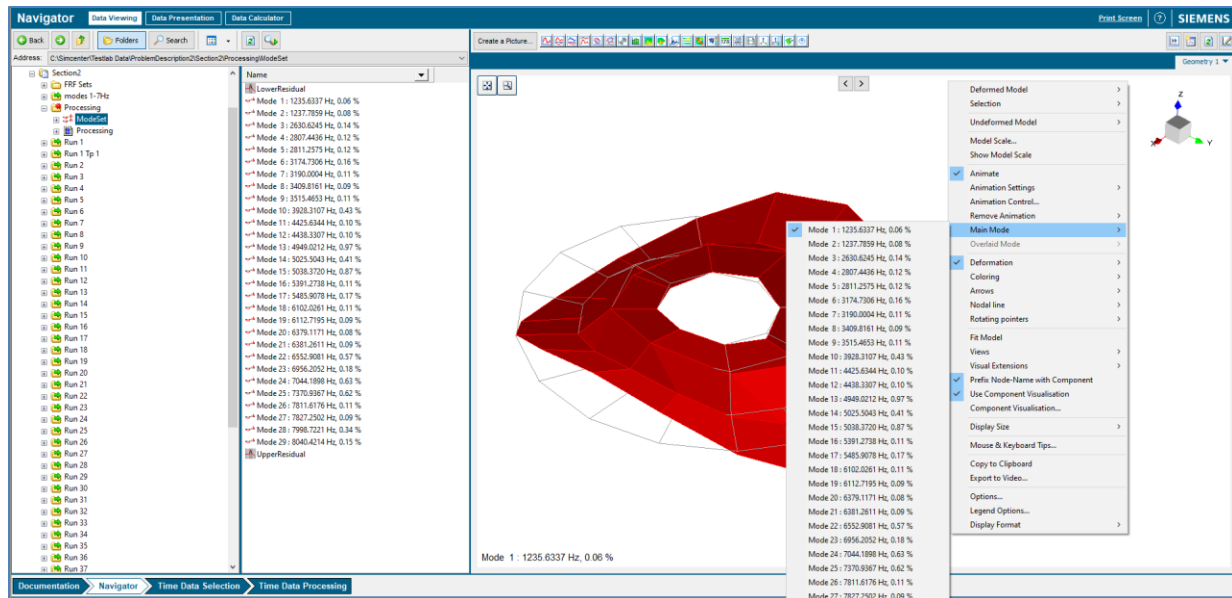 Navigator
Data Viewing
Data Presentation
Data Calculator
Print Screen
SIEMENS
Back
Folders
Search
Create a Picture...
Address:
C:\Simcenter\Testlab Data\ProblemDescription2\Section2\Processing\ModeSet
Geometry 1
Section2
FRF Sets
modes 1-7Hz
Processing
ModeSet
Processing
Run 1
Run 1 Tp 1
Run 2
Run 3
Run 4
Run 5
Run 6
Run 7
Run 8
Run 9
Run 10
Run 11
Run 12
Run 13
Run 14
Run 15
Run 16
Run 17
Run 18
Run 19
Run 20
Run 21
Run 22
Run 23
Run 24
Run 25
Run 26
Run 27
Run 28
Run 29
Run 30
Run 31
Run 32
Run 33
Run 34
Run 35
Run 36
Run 37
Name
LowerResidual
Mode 1 : 1235.6337 Hz, 0.06 %
Mode 2 : 1237.7859 Hz, 0.08 %
Mode 3 : 2630.6245 Hz, 0.14 %
Mode 4 : 2807.4436 Hz, 0.12 %
Mode 5 : 2811.2575 Hz, 0.12 %
Mode 6 : 3174.7306 Hz, 0.16 %
Mode 7 : 3190.0004 Hz, 0.11 %
Mode 8 : 3409.8161 Hz, 0.09 %
Mode 9 : 3515.4653 Hz, 0.11 %
Mode 10 : 3928.3107 Hz, 0.43 %
Mode 11 : 4425.6344 Hz, 0.10 %
Mode 12 : 4438.3307 Hz, 0.10 %
Mode 13 : 4949.0212 Hz, 0.97 %
Mode 14 : 5025.5043 Hz, 0.41 %
Mode 15 : 5038.3720 Hz, 0.87 %
Mode 16 : 5391.2738 Hz, 0.11 %
Mode 17 : 5485.9078 Hz, 0.17 %
Mode 18 : 6102.0261 Hz, 0.11 %
Mode 19 : 6112.7195 Hz, 0.09 %
Mode 20 : 6379.1171 Hz, 0.08 %
Mode 21 : 6381.2611 Hz, 0.09 %
Mode 22 : 6552.9081 Hz, 0.57 %
Mode 23 : 6956.2052 Hz, 0.18 %
Mode 24 : 7044.1898 Hz, 0.63 %
Mode 25 : 7370.9367 Hz, 0.62 %
Mode 26 : 7811.6176 Hz, 0.11 %
Mode 27 : 7827.2502 Hz, 0.09 %
Mode 28 : 7998.7221 Hz, 0.34 %
Mode 29 : 8040.4214 Hz, 0.15 %
UpperResidual
Mode 1 : 1235.6337 Hz, 0.06 %
Mode 1 : 1235.6337 Hz, 0.06 %
Mode 2 : 1237.7859 Hz, 0.08 %
Mode 3 : 2630.6245 Hz, 0.14 %
Mode 4 : 2807.4436 Hz, 0.12 %
Mode 5 : 2811.2575 Hz, 0.12 %
Mode 6 : 3174.7306 Hz, 0.16 %
Mode 7 : 3190.0004 Hz, 0.11 %
Mode 8 : 3409.8161 Hz, 0.09 %
Mode 9 : 3515.4653 Hz, 0.11 %
Mode 10 : 3928.3107 Hz, 0.43 %
Mode 11 : 4425.6344 Hz, 0.10 %
Mode 12 : 4438.3307 Hz, 0.10 %
Mode 13 : 4949.0212 Hz, 0.97 %
Mode 14 : 5025.5043 Hz, 0.41 %
Mode 15 : 5038.3720 Hz, 0.87 %
Mode 16 : 5391.2738 Hz, 0.11 %
Mode 17 : 5485.9078 Hz, 0.17 %
Mode 18 : 6102.0261 Hz, 0.11 %
Mode 19 : 6112.7195 Hz, 0.09 %
Mode 20 : 6379.1171 Hz, 0.08 %
Mode 21 : 6381.2611 Hz, 0.09 %
Mode 22 : 6552.9081 Hz, 0.57 %
Mode 23 : 6956.2052 Hz, 0.18 %
Mode 24 : 7044.1898 Hz, 0.63 %
Mode 25 : 7370.9367 Hz, 0.62 %
Mode 26 : 7811.6176 Hz, 0.11 %
Mode 27 : 7827.2502 Hz, 0.09 %
Deformed Model
Selection
Undeformed Model
Model Scale...
Show Model Scale
Animate
Animation Settings
Animation Control...
Remove Animation
Main Mode
Overlaid Mode
Deformation
Coloring
Arrows
Nodal line
Rotating pointers
Fit Model
Views
Visual Extensions
Prefix Node-Name with Component
Use Component Visualisation
Component Visualisation...
Display Size
Mouse & Keyboard Tips...
Copy to Clipboard
Export to Video...
Options...
Legend Options...
Display Format
Z
X
Y
Documentation
Navigator
Time Data Selection
Time Data Processing